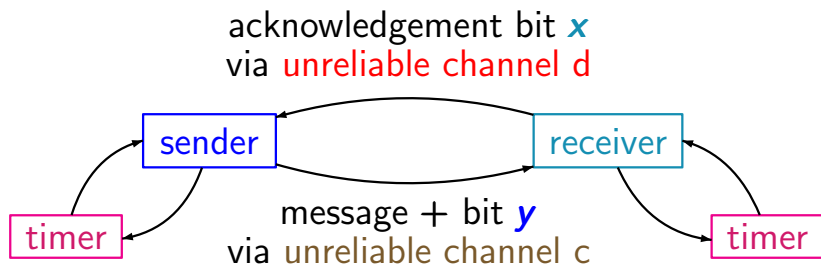 acknowledgement bit x
via unreliable channel d
sender
receiver
timer
message + bit y
via unreliable channel c
timer